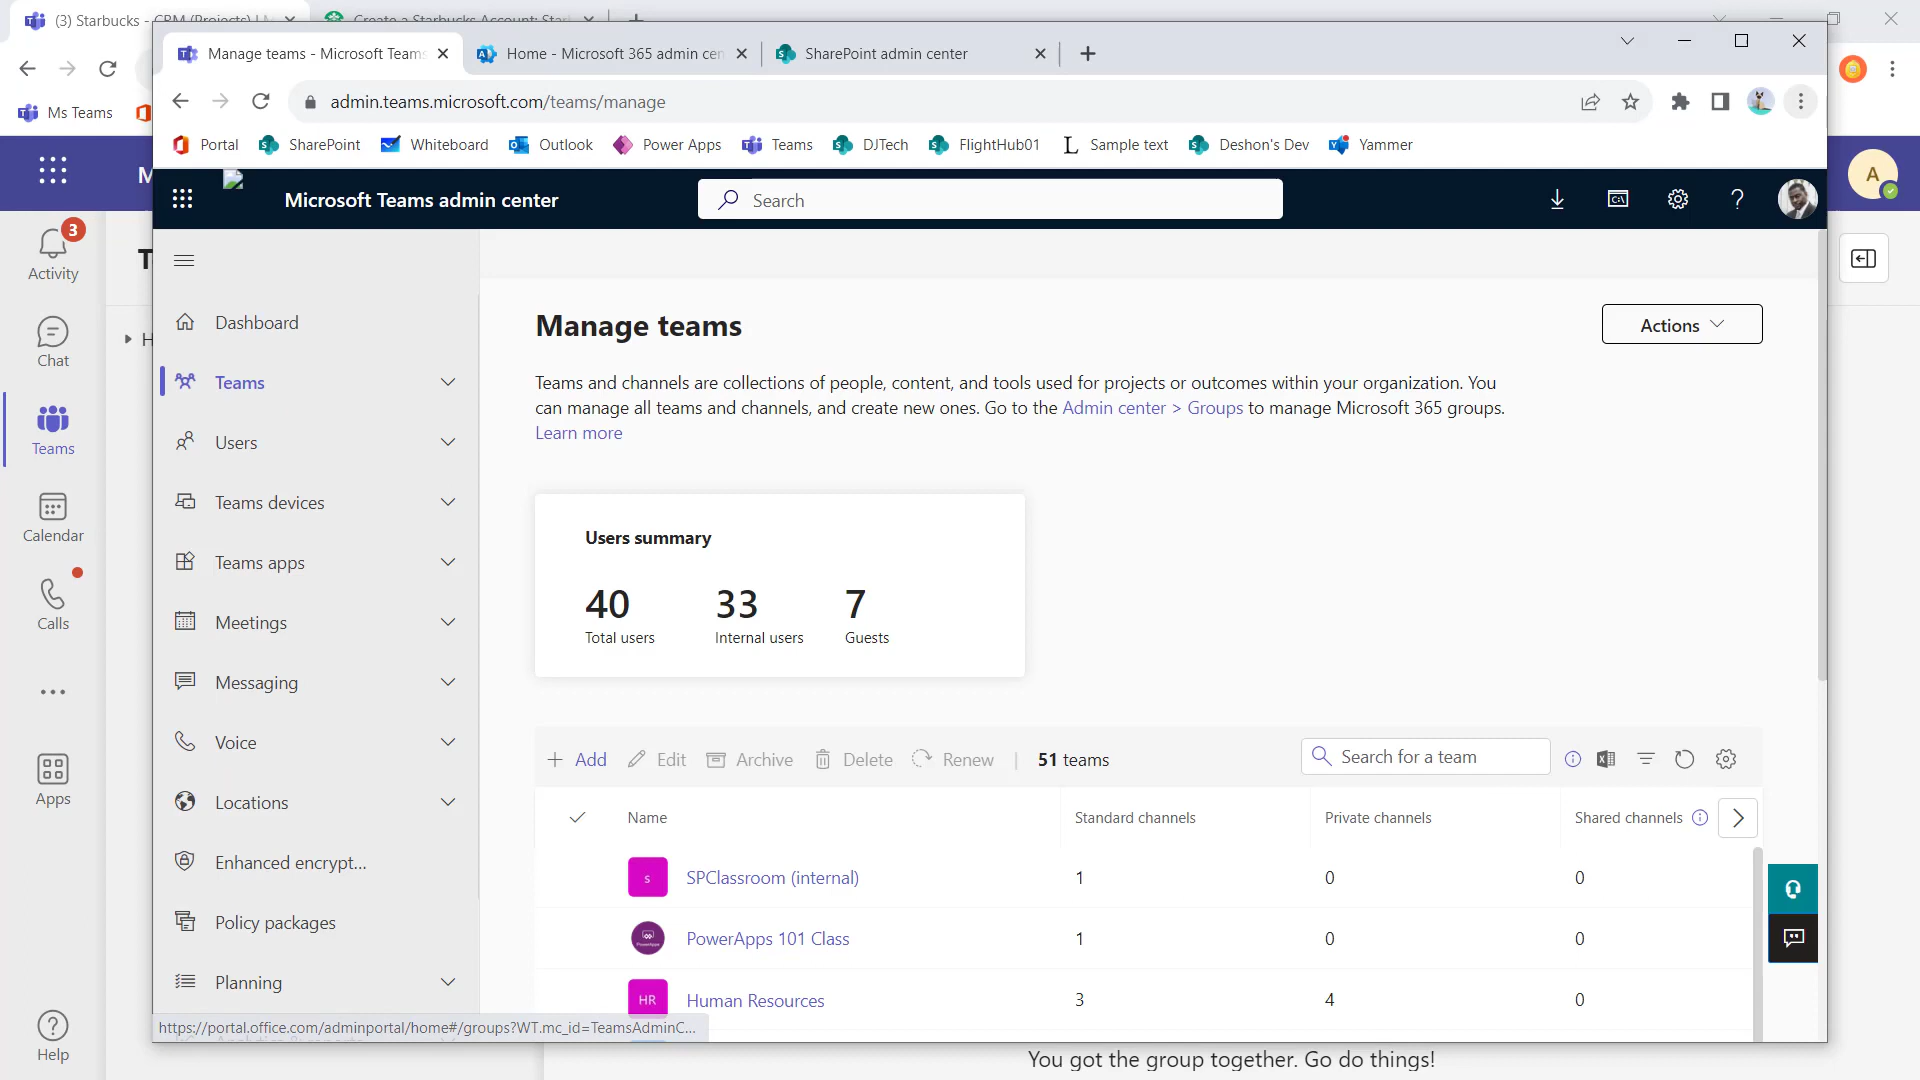 (3) Starbucks - CRM (Projects) | M
Create a Starbucks Account: Star
Manage teams - Microsoft Teams
Home - Microsoft 365 admin cen
SharePoint admin center
admin.teams.microsoft.com/teams/manage
Ms Teams
Portal
SharePoint
Whiteboard
Outlook
Power Apps
Teams
DJTech
FlightHub01
Sample text
Deshon's Dev
Yammer
M
Microsoft Teams admin center
Search
A
3
Activity
Chat
Teams
Calendar
Calls
Apps
Help
T
H
Dashboard
Teams
Users
Teams devices
Teams apps
Meetings
Messaging
Voice
Locations
Enhanced encrypt...
Policy packages
Planning
Manage teams
Actions
Teams and channels are collections of people, content, and tools used for projects or outcomes within your organization. You
can manage all teams and channels, and create new ones. Go to the Admin center > Groups to manage Microsoft 365 groups.
Learn more
Users summary
40 33 7
Total users Internal users Guests
Add Edit Archive Delete Renew | 51 teams
Search for a team
Name Standard channels Private channels Shared channels
s SPClassroom (internal) 1 0 0
PowerApps 101 Class 1 0 0
HR Human Resources 3 4 0
https://portal.office.com/adminportal/home#/groups?WT.mc_id=TeamsAdminC...
You got the group together. Go do things!